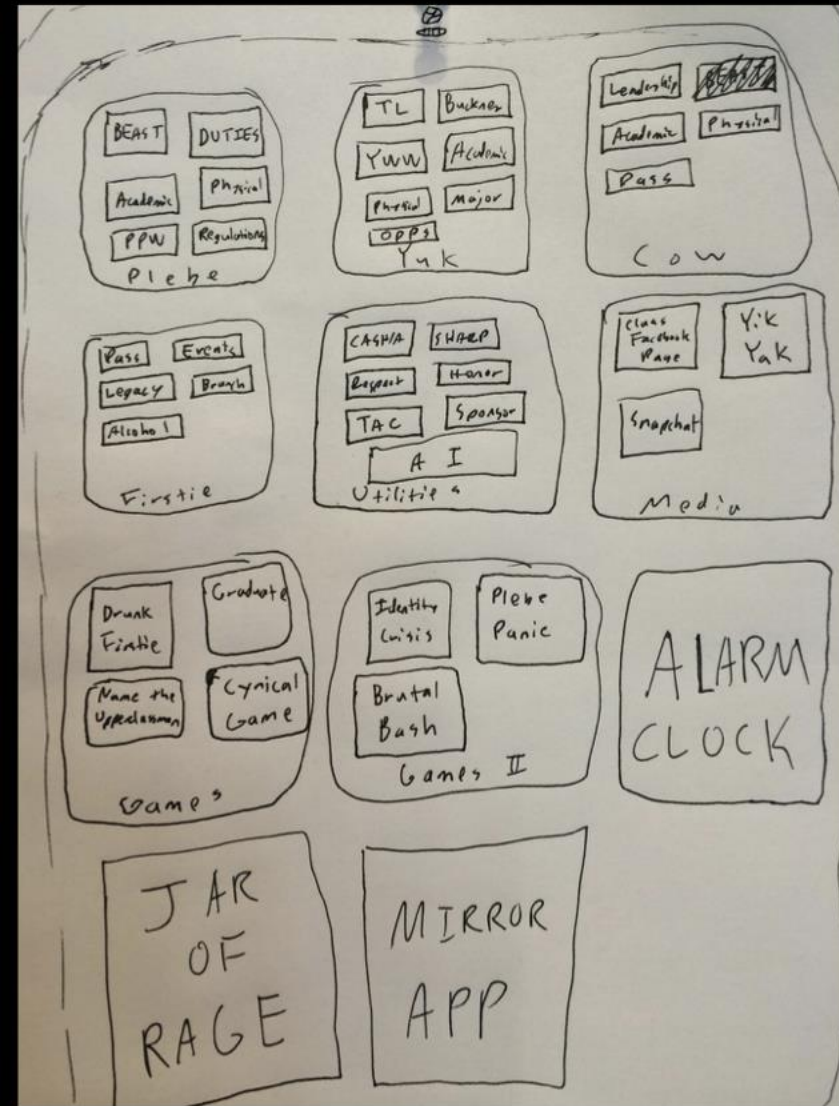 BEAST DUTIES
Academic Physical
PPW Regulations
Plebe
TL Buckner
YWW Academic
Physical Major
OPPS
Yuk
Leadership
Academic Physical
Pass
Cow
Pass Events
Legacy Branch
Alcohol
Firstie
CASHA SHARP
Respect Honor
TAC Sponsor
AI
Utilities
Class
Facebook
Page
Yik
Yak
Snapchat
Media
Drunk
Firstie
Graduate
Name the
Upperclassman
Cynical
Game
Games
Identity
Crisis
Plebe
Panic
Brutal
Bash
Games II
ALARM
CLOCK
JAR
OF
RAGE
MIRROR
APP